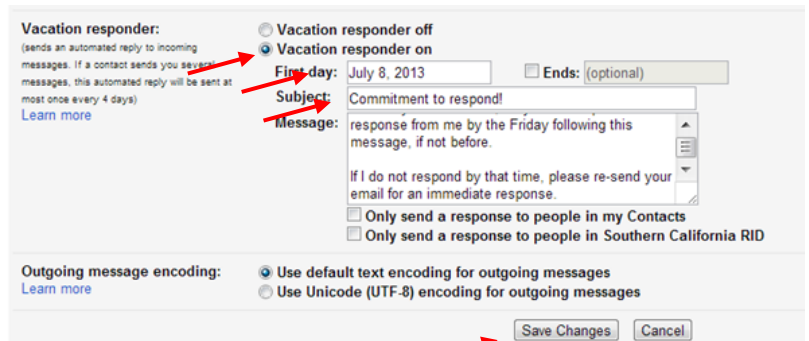 Vacation responder:
(sends an automated reply to incoming
messages. If a contact sends you several
messages, this automated reply will be sent at
most once every 4 days)
Learn more
Vacation responder off
Vacation responder on
First day: July 8, 2013 Ends: (optional)
Subject: Commitment to respond!
Message: response from me by the Friday following this
message, if not before.
If I do not respond by that time, please re-send your
email for an immediate response.
Only send a response to people in my Contacts
Only send a response to people in Southern California RID
Outgoing message encoding:
Learn more
Use default text encoding for outgoing messages
Use Unicode (UTF-8) encoding for outgoing messages
Save Changes Cancel